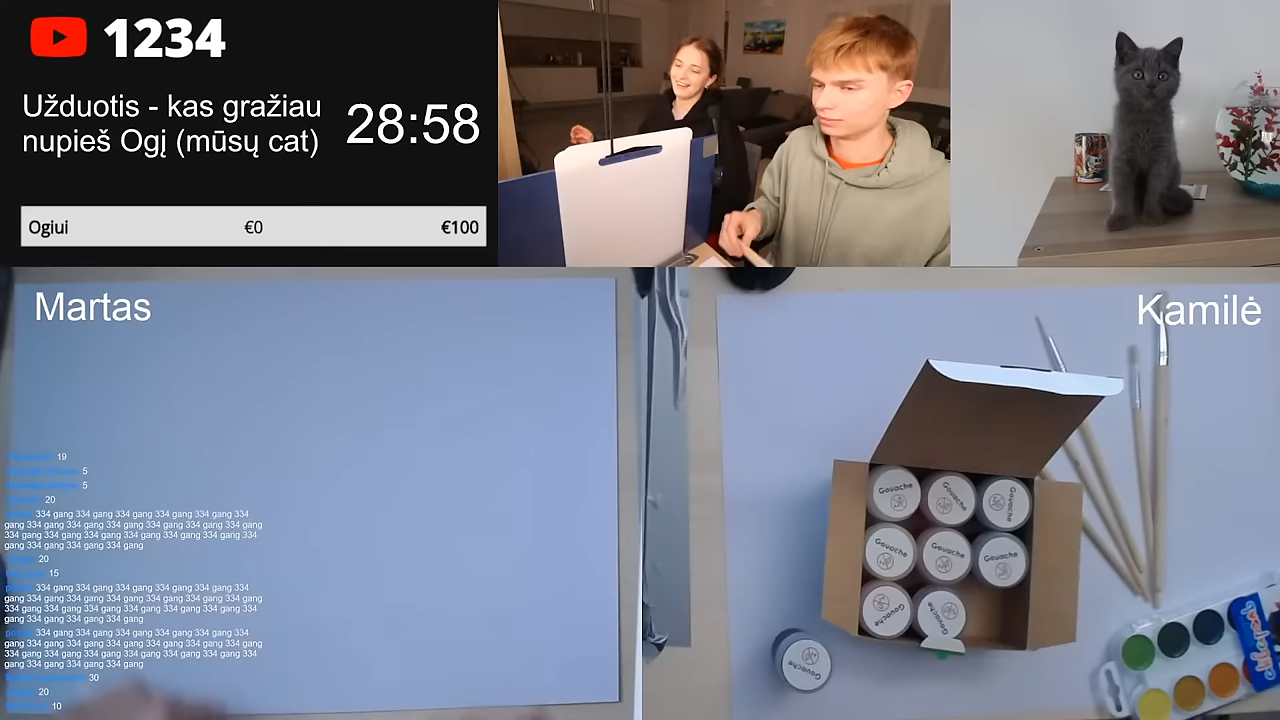 1234
Užduotis - kas gražiau
nupieš Ogį (mūsų cat)
28:58
Ogiui €0 €100
Martas
Kamilė
19
5
5
20
334 gang 334 gang 334 gang 334 gang 334 gang 334
gang 334 gang 334 gang 334 gang 334 gang 334 gang
334 gang 334 gang 334 gang 334 gang 334 gang 334
gang 334 gang 334 gang 334 gang
20
15
334 gang 334 gang 334 gang 334 gang 334 gang 334
gang 334 gang 334 gang 334 gang 334 gang 334 gang
334 gang 334 gang 334 gang 334 gang 334 gang 334
gang 334 gang 334 gang 334 gang
334 gang 334 gang 334 gang 334 gang 334 gang 334
gang 334 gang 334 gang 334 gang 334 gang 334 gang
334 gang 334 gang 334 gang 334 gang 334 gang 334
gang 334 gang 334 gang 334 gang
30
20
10
Gouache
Gouache
Gouache
Gouache
Gouache
Gouache
Gouache
Gouache
Gouache